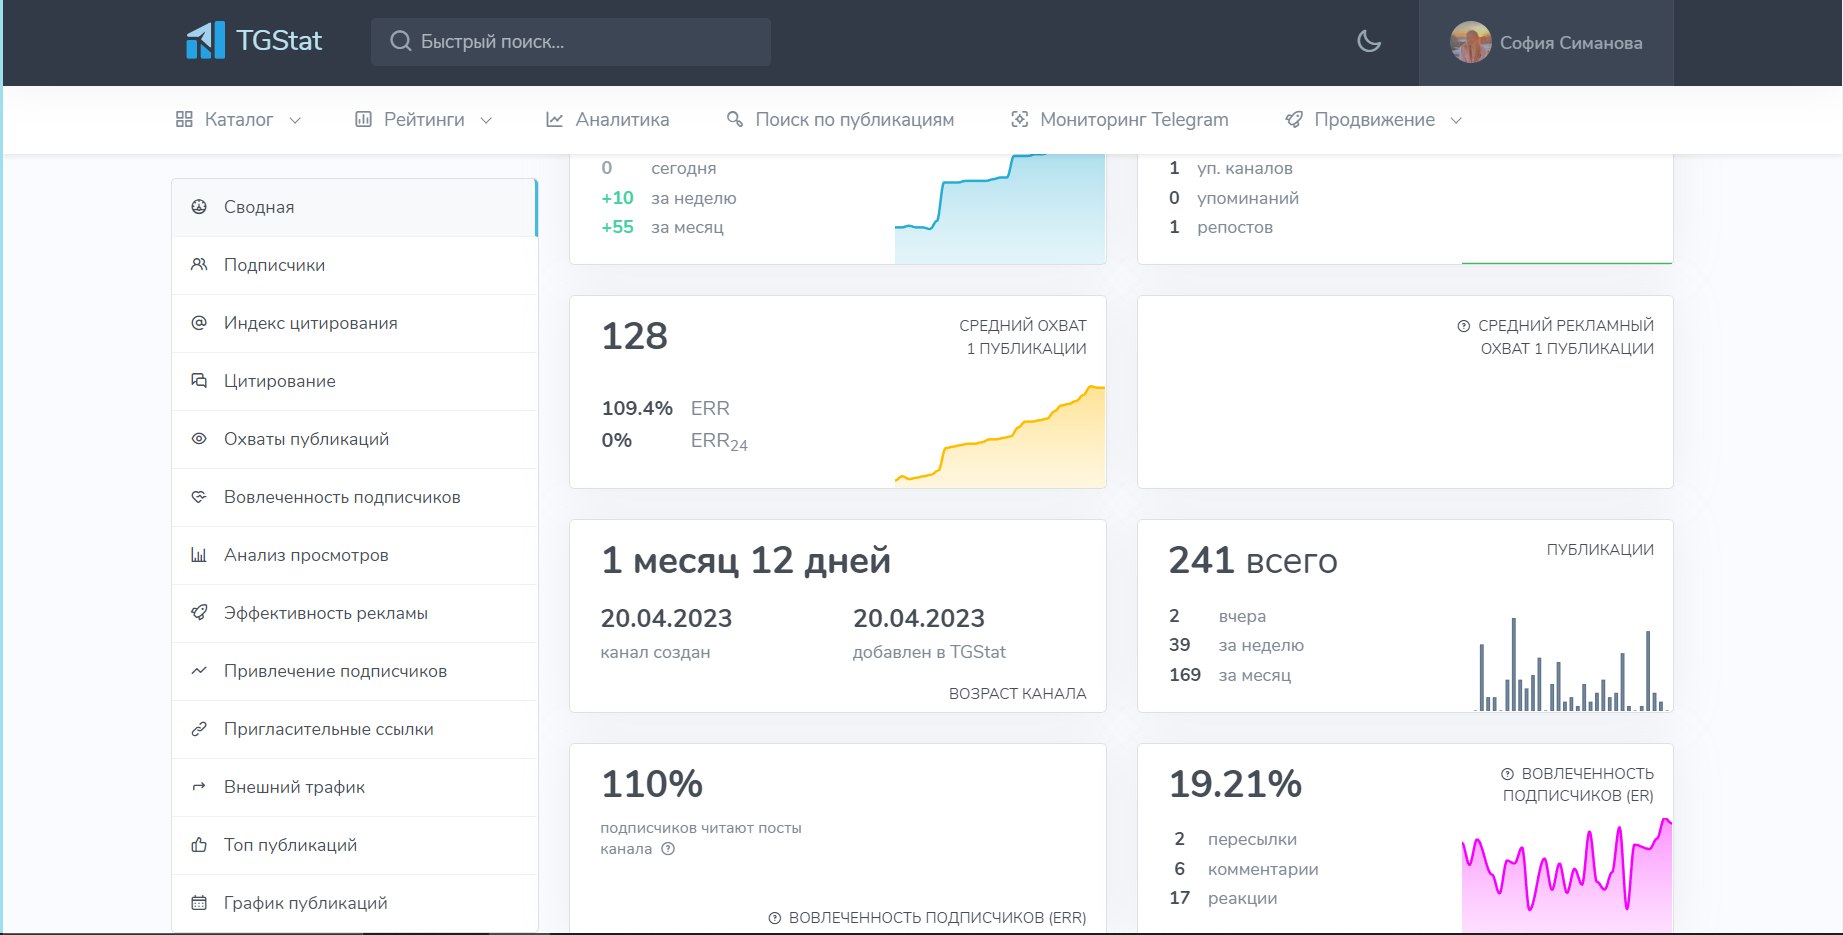 TGStat
Быстрый поиск...
София Симанова
Каталог
Рейтинги
Аналитика
Поиск по публикациям
Мониторинг Telegram
Продвижение
Сводная
Подписчики
Индекс цитирования
Цитирование
Охваты публикаций
Вовлеченность подписчиков
Анализ просмотров
Эффективность рекламы
Привлечение подписчиков
Пригласительные ссылки
Внешний трафик
Топ публикаций
График публикаций
0 сегодня
+10 за неделю
+55 за месяц
1 уп. каналов
0 упоминаний
1 репостов
128
СРЕДНИЙ ОХВАТ
1 ПУБЛИКАЦИИ
109.4% ERR
0% ERR24
СРЕДНИЙ РЕКЛАМНЫЙ
ОХВАТ 1 ПУБЛИКАЦИИ
1 месяц 12 дней
20.04.2023
канал создан
20.04.2023
добавлен в TGStat
ВОЗРАСТ КАНАЛА
241 всего
ПУБЛИКАЦИИ
2 вчера
39 за неделю
169 за месяц
110%
подписчиков читают посты
канала
ВОВЛЕЧЕННОСТЬ ПОДПИСЧИКОВ (ERR)
19.21%
ВОВЛЕЧЕННОСТЬ
ПОДПИСЧИКОВ (ER)
2 пересылки
6 комментарии
17 реакции